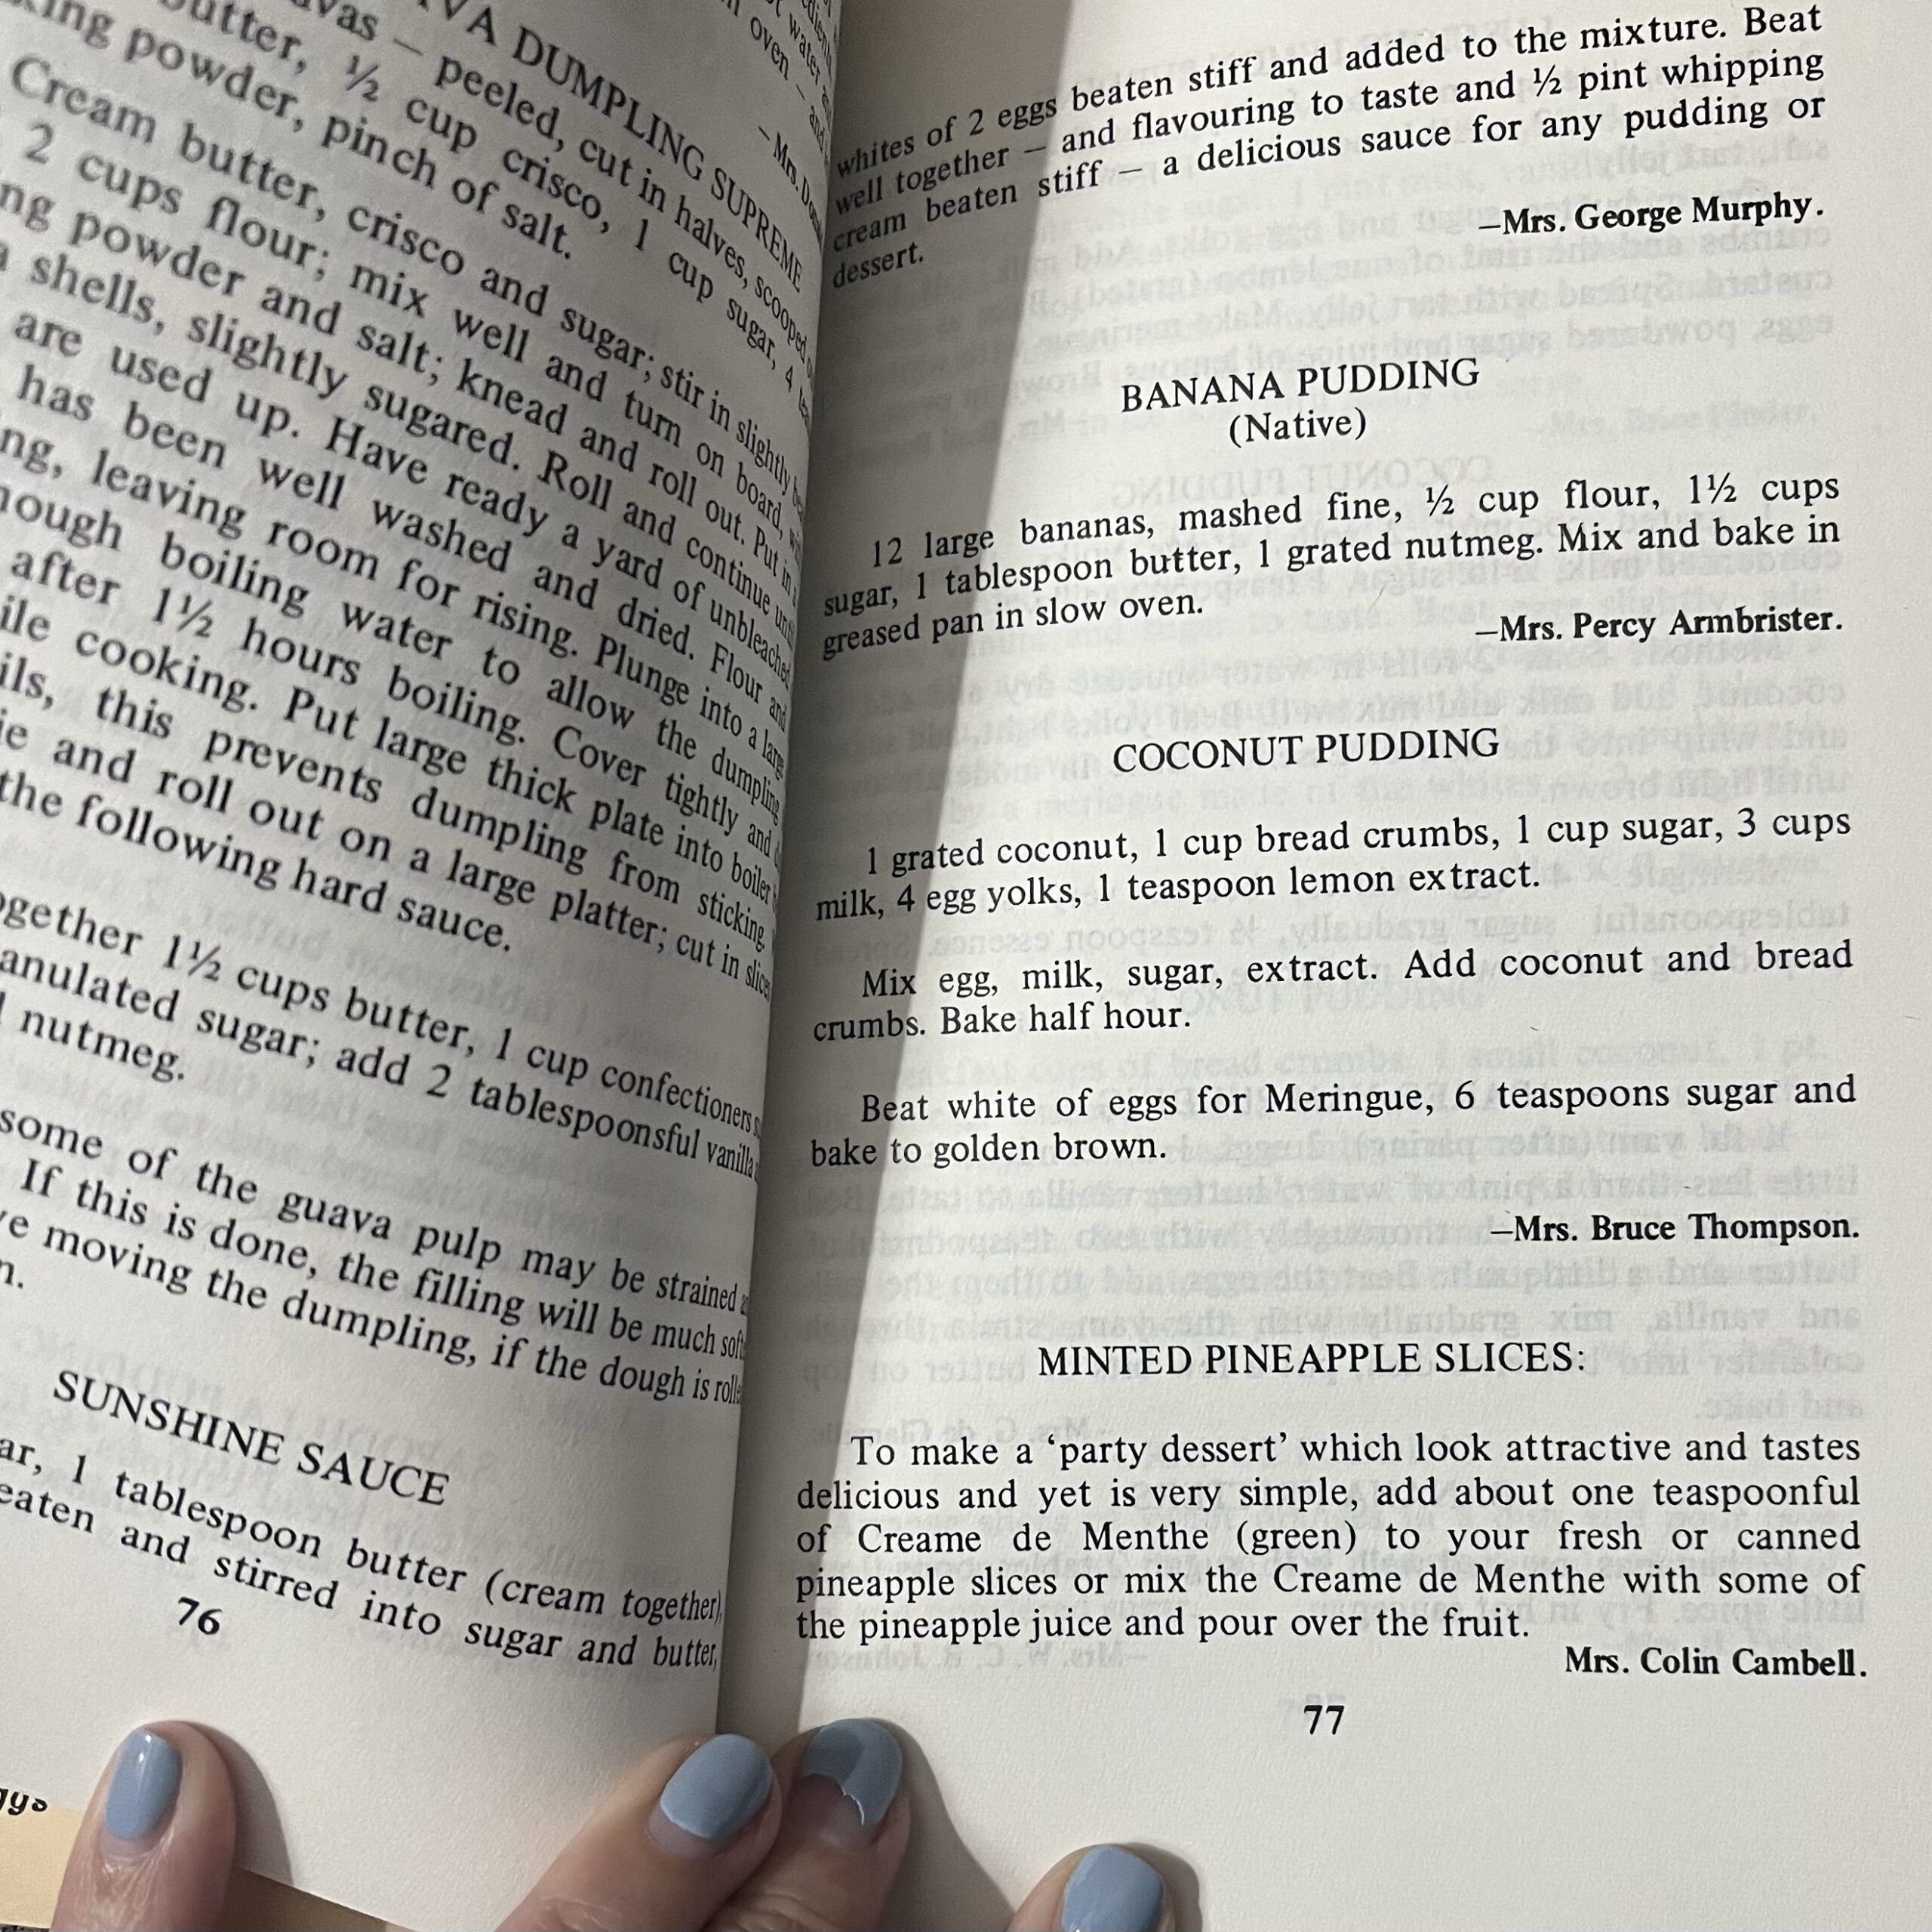 VA DUMPLING SUPREME
peeled, cut in halves, scooped
butter, ½ cup crisco, 1 cup sugar, 4
king powder, pinch of salt.
Cream butter, crisco and sugar; stir in slightly
2 cups flour; mix well and turn on board,
ng powder and salt; knead and roll out. Put in
shells, slightly sugared. Roll and continue until
are used up. Have ready a yard of unbleached
has been well washed and dried. Flour and
ng, leaving room for rising. Plunge into a large
nough boiling water to allow the dumpling
after 1½ hours boiling. Cover tightly and
ile cooking. Put large thick plate into boiler
ils, this prevents dumpling from sticking.
ie and roll out on a large platter; cut in slices
the following hard sauce.
ogether 1½ cups butter, 1 cup confectioners
anulated sugar; add 2 tablespoonsful vanilla
nutmeg.
some of the guava pulp may be strained
If this is done, the filling will be much soft
ve moving the dumpling, if the dough is roll
n.
SUNSHINE SAUCE
ar, 1 tablespoon butter (cream together),
eaten and stirred into sugar and butter,
76
whites of 2 eggs beaten stiff and added to the mixture. Beat
well together – and flavouring to taste and ½ pint whipping
cream beaten stiff – a delicious sauce for any pudding or
dessert.
–Mrs. George Murphy.
BANANA PUDDING
(Native)
12 large bananas, mashed fine, ½ cup flour, 1½ cups
sugar, 1 tablespoon butter, 1 grated nutmeg. Mix and bake in
greased pan in slow oven.
–Mrs. Percy Armbrister.
COCONUT PUDDING
1 grated coconut, 1 cup bread crumbs, 1 cup sugar, 3 cups
milk, 4 egg yolks, 1 teaspoon lemon extract.
Mix egg, milk, sugar, extract. Add coconut and bread
crumbs. Bake half hour.
Beat white of eggs for Meringue, 6 teaspoons sugar and
bake to golden brown.
–Mrs. Bruce Thompson.
MINTED PINEAPPLE SLICES:
To make a ‘party dessert’ which look attractive and tastes
delicious and yet is very simple, add about one teaspoonful
of Creame de Menthe (green) to your fresh or canned
pineapple slices or mix the Creame de Menthe with some of
the pineapple juice and pour over the fruit.
Mrs. Colin Cambell.
77